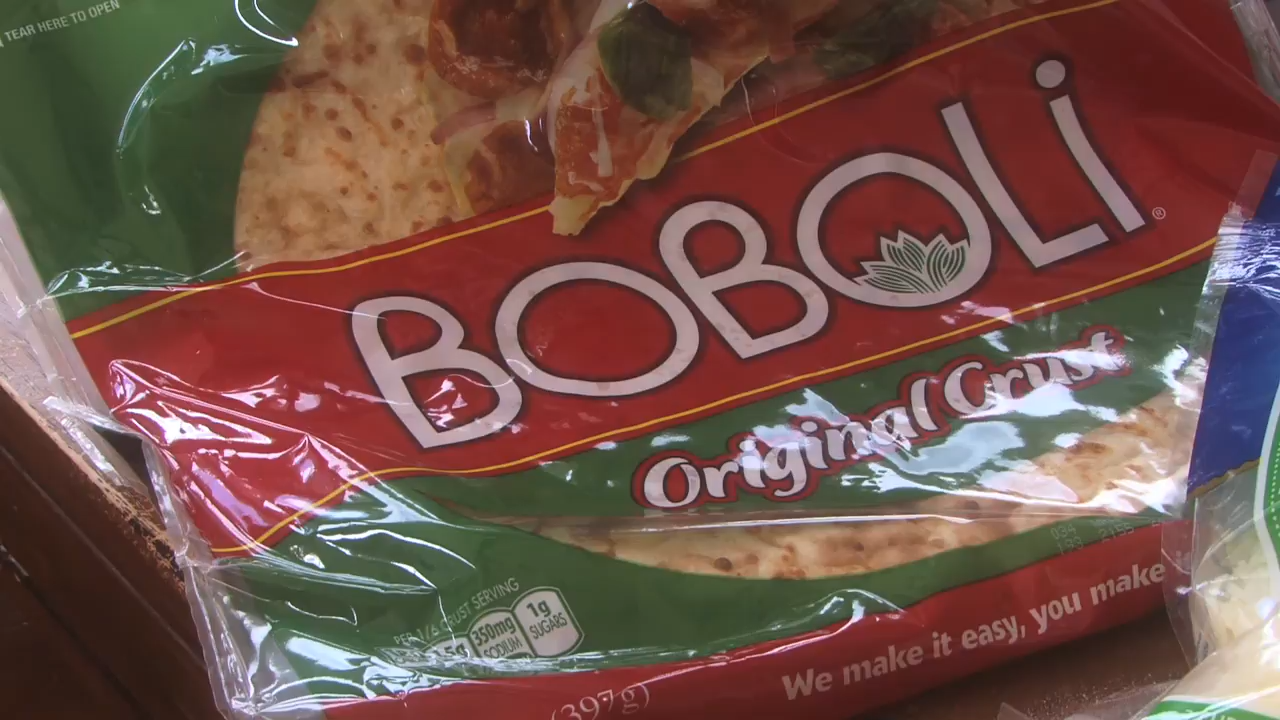 TEAR HERE TO OPEN
BOBOLi®
Original Crust
PER 1/6 CRUST SERVING
350mg
SODIUM
1g
SUGARS
We make it easy, you make
(397g)